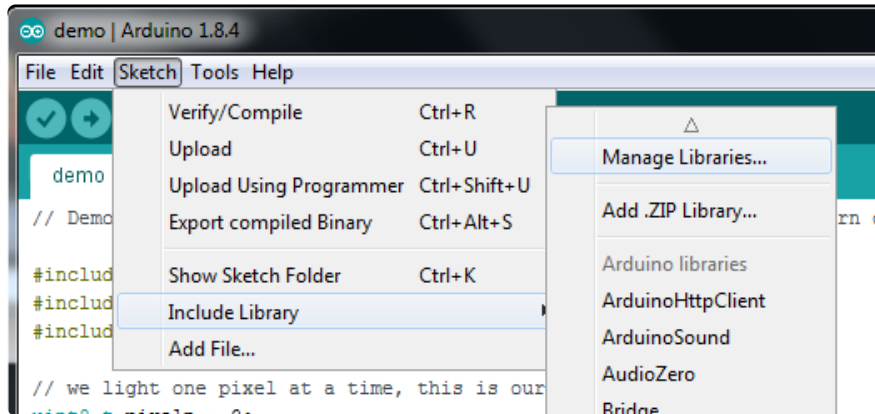 demo | Arduino 1.8.4
File Edit Sketch Tools Help
Verify/Compile Ctrl+R
Upload Ctrl+U
Upload Using Programmer Ctrl+Shift+U
Export compiled Binary Ctrl+Alt+S
Show Sketch Folder Ctrl+K
Include Library
Add File...
Manage Libraries...
Add .ZIP Library...
Arduino libraries
ArduinoHttpClient
ArduinoSound
AudioZero
Bridge
demo
// Demo
#includ
#includ
#includ
// we light one pixel at a time, this is our